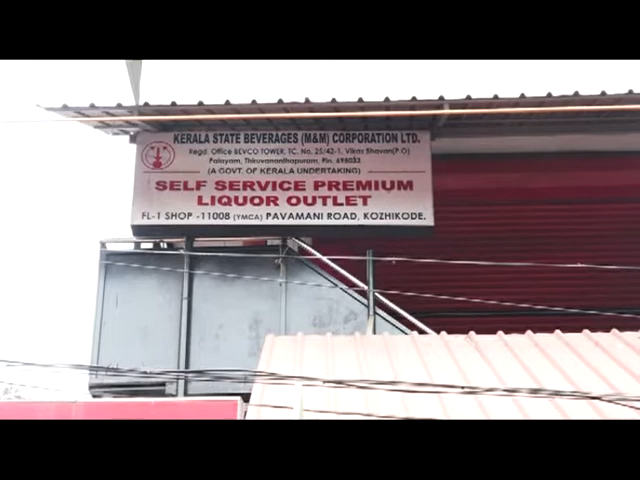 KERALA STATE BEVERAGES (M&M) CORPORATION LTD.
Regd. Office BEVCO TOWER, TC. No. 25/42-1, Vikas Bhavan(P.O)
Palayam, Thiruvananthapuram, Pin. 695033
(A GOVT. OF KERALA UNDERTAKING)
SELF SERVICE PREMIUM
LIQUOR OUTLET
FL-1 SHOP -11008 (YMCA) PAVAMANI ROAD, KOZHIKODE.